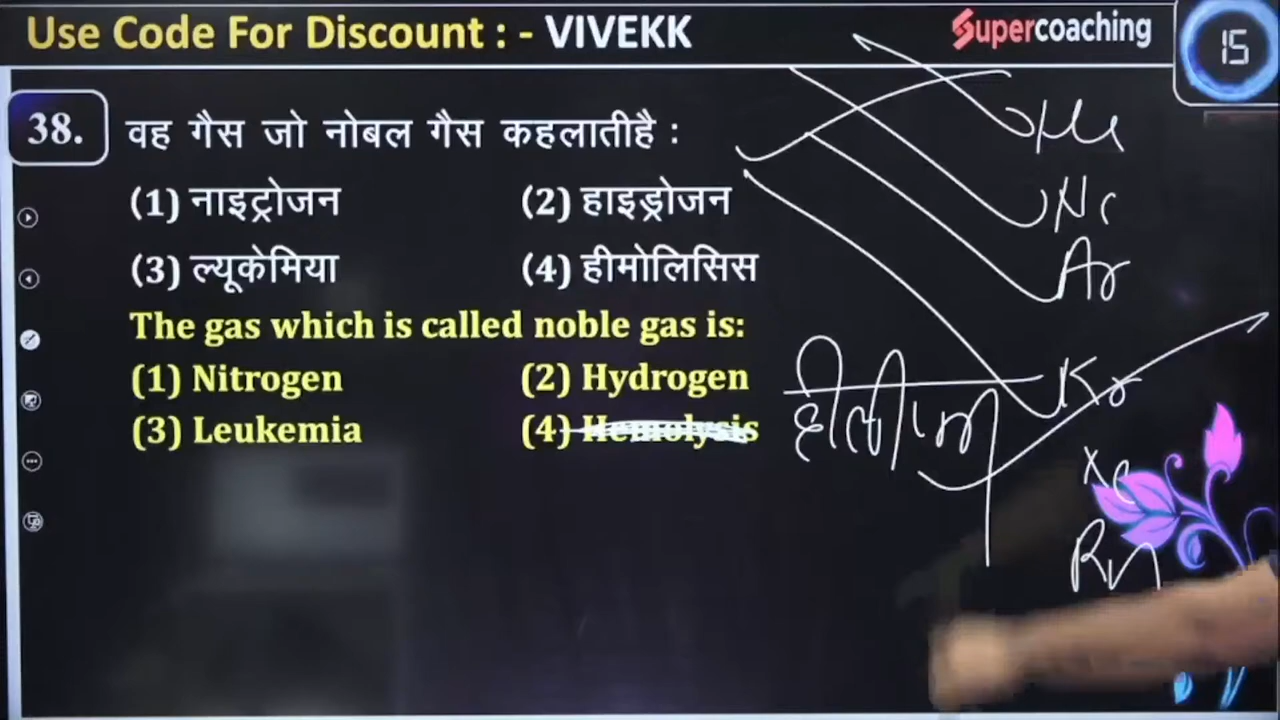 Use Code For Discount : - VIVEKK
Supercoaching
15
38. वह गैस जो नोबल गैस कहलातीहै :
(1) नाइट्रोजन (2) हाइड्रोजन
(3) ल्यूकेमिया (4) हीमोलिसिस
The gas which is called noble gas is:
(1) Nitrogen (2) Hydrogen
(3) Leukemia (4) Hemolysis
He
Ne
Ar
Kr
Xe
Rn
हीलीयम